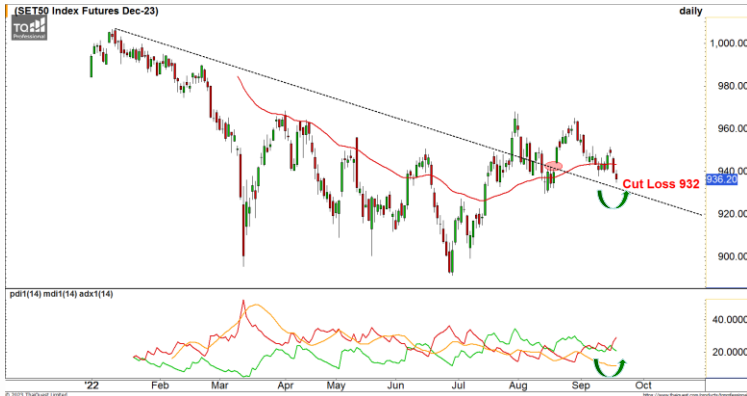 (SET50 Index Futures Dec-23) daily
TQ
Professional
1,000.00
980.00
960.00
940.00
936.20
Cut Loss 932
920.00
900.00
pdi1(14) mdi1(14) adx1(14)
40.0000
20.0000
'22 Feb Mar Apr May Jun Jul Aug Sep Oct